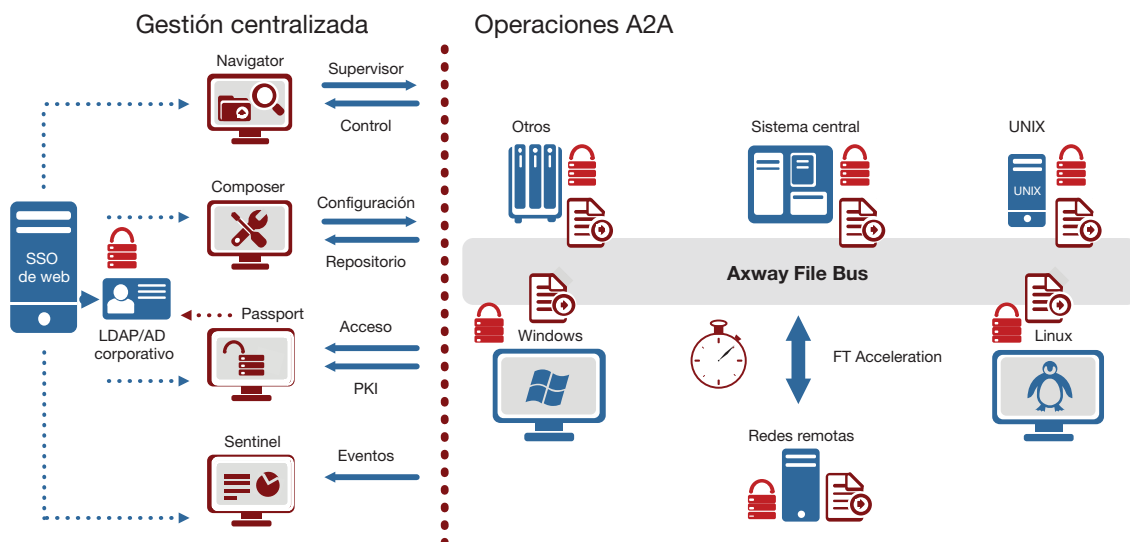 Gestión centralizada
Operaciones A2A
Navigator
Supervisor
Control
Composer
Configuración
Repositorio
SSO
de web
LDAP/AD
corporativo
Passport
Acceso
PKI
Sentinel
Eventos
Otros
Sistema central
UNIX
UNIX
Axway File Bus
Windows
FT Acceleration
Linux
Redes remotas